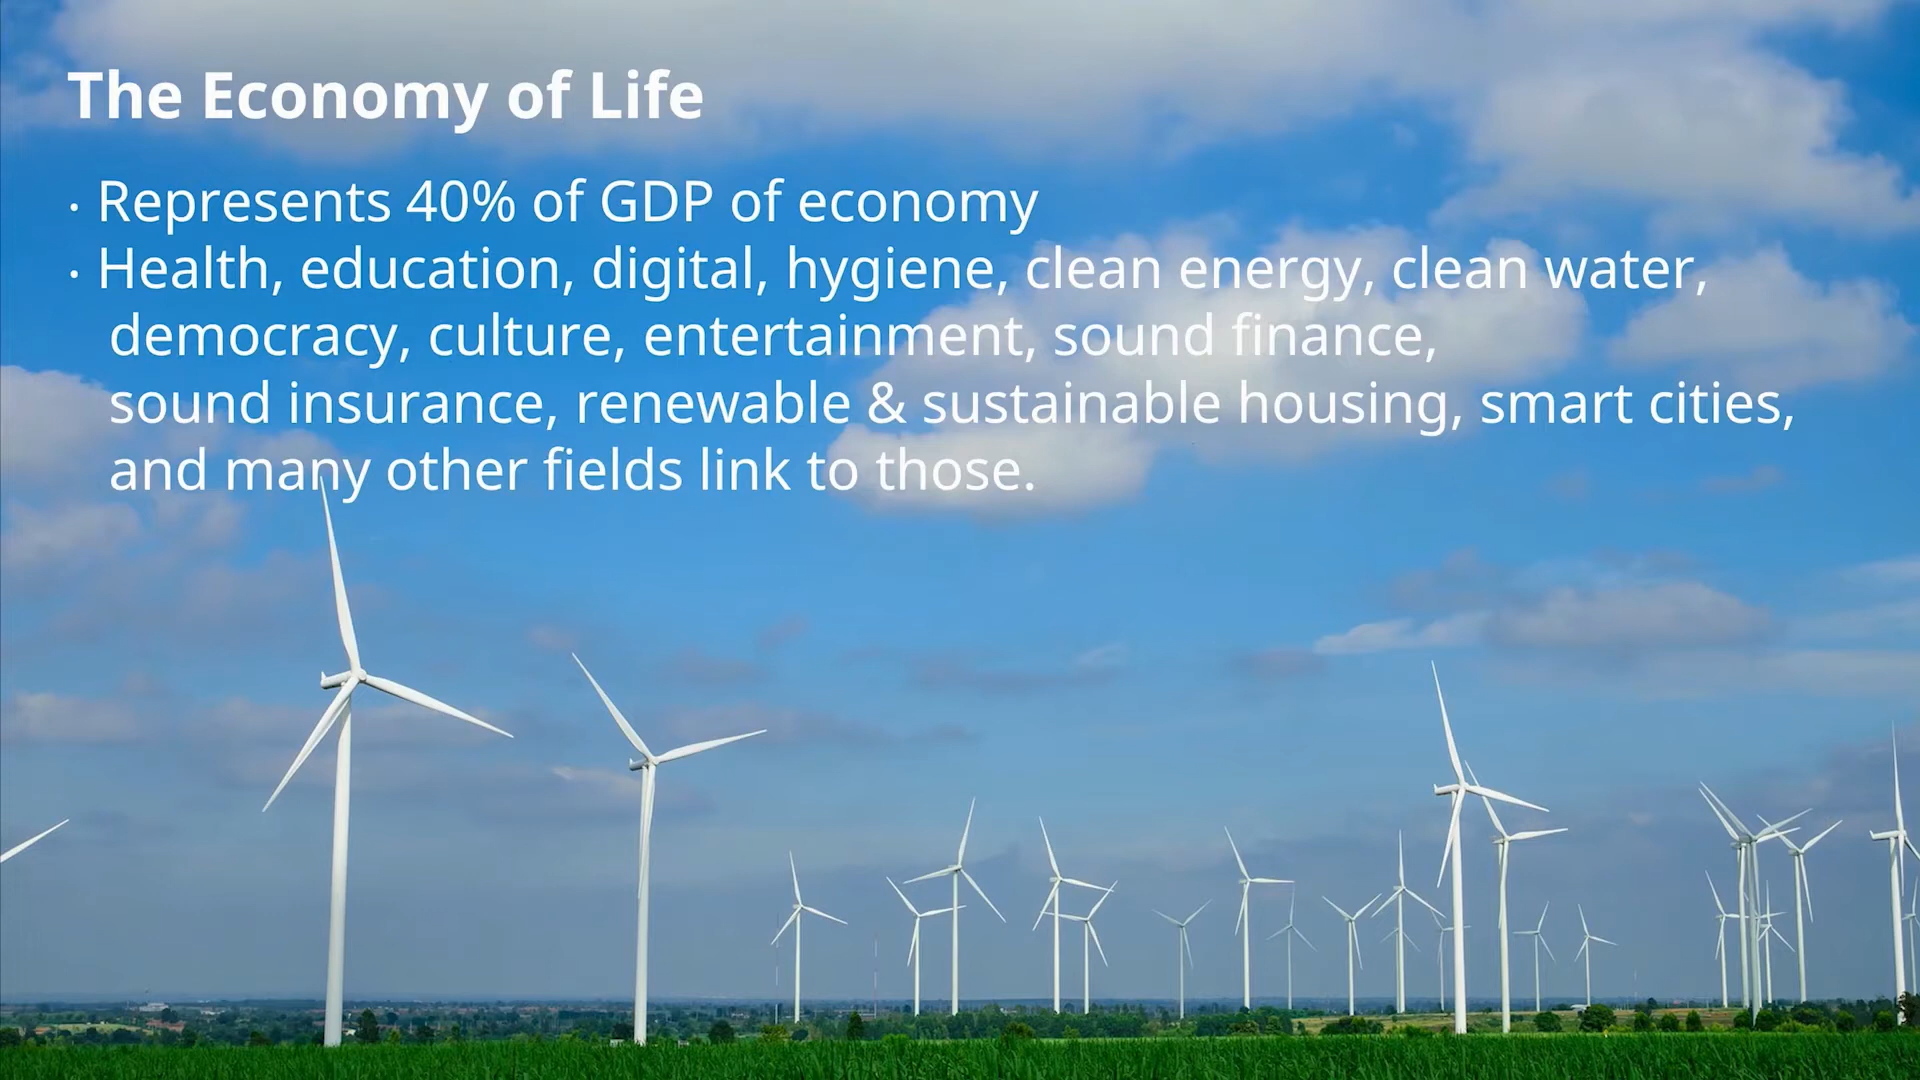 The Economy of Life
· Represents 40% of GDP of economy
· Health, education, digital, hygiene, clean energy, clean water,
democracy, culture, entertainment, sound finance,
sound insurance, renewable & sustainable housing, smart cities,
and many other fields link to those.